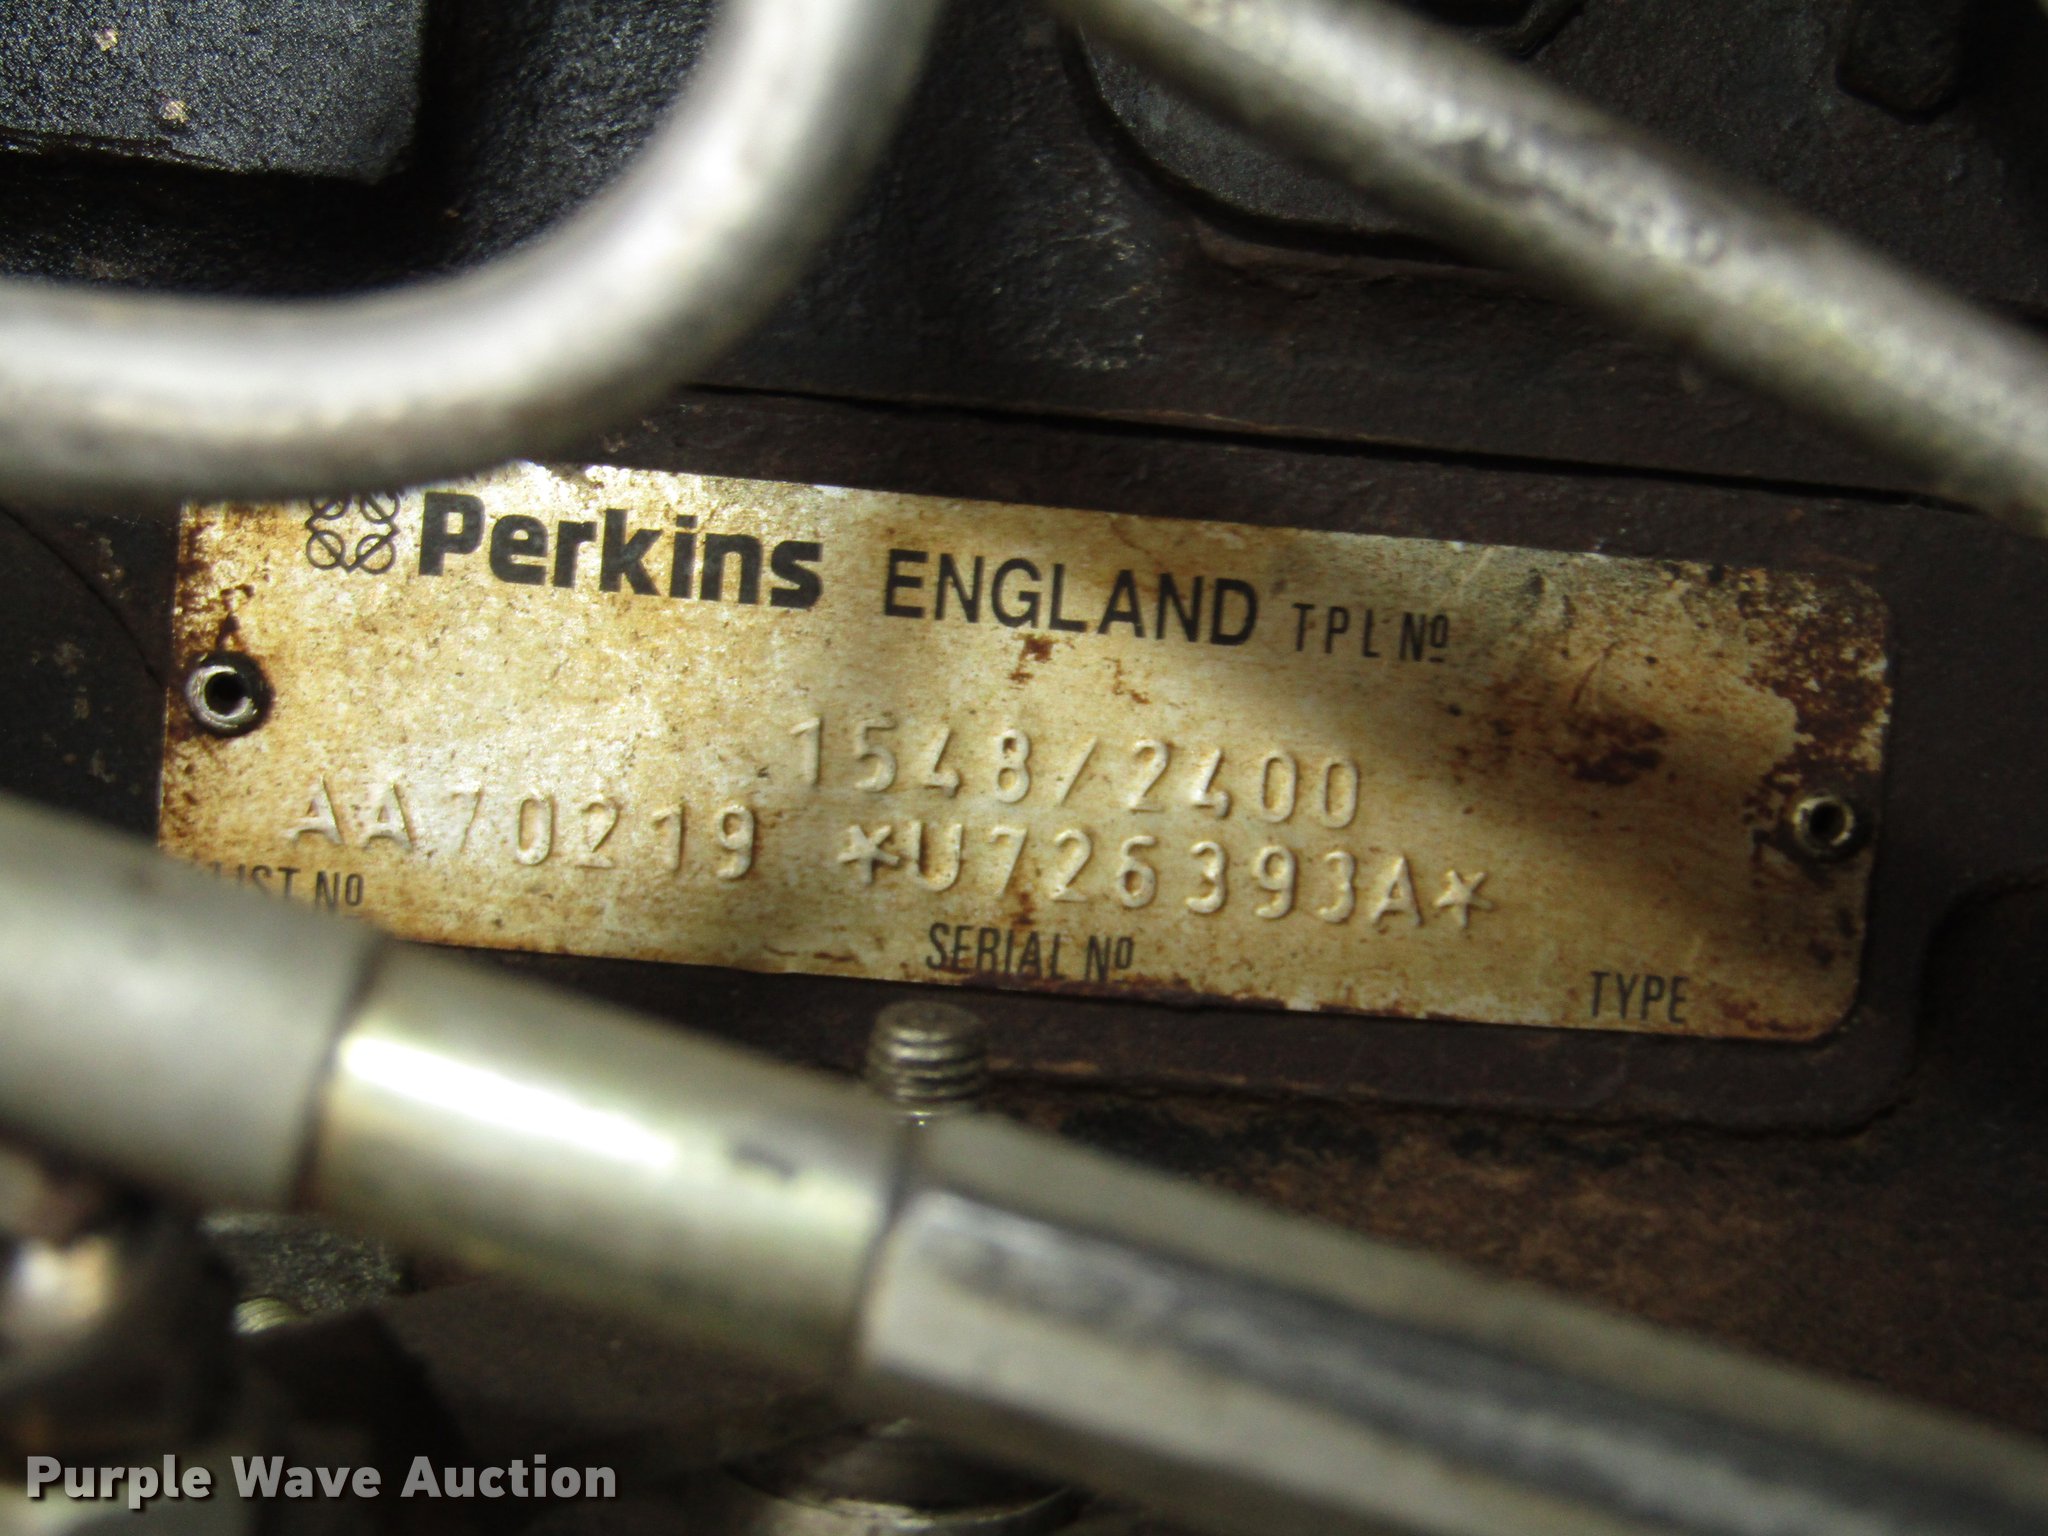 Perkins ENGLAND TPL Nº
1548/2400
AA70219 *U726393A*
LIST Nº
SERIAL Nº
TYPE
Purple Wave Auction